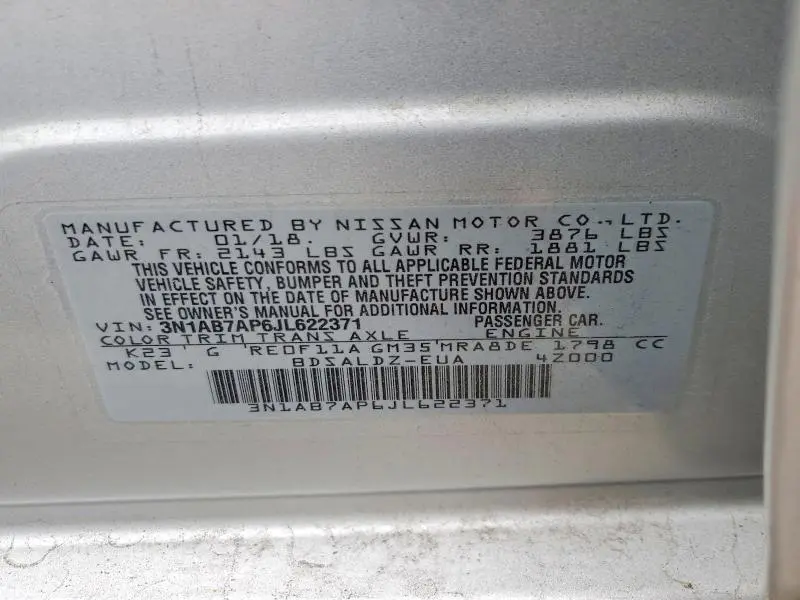 MANUFACTURED BY NISSAN MOTOR CO., LTD.
DATE: 01/18. GVWR: 3876 LBS
GAWR FR: 2143 LBS GAWR RR: 1881 LBS
THIS VEHICLE CONFORMS TO ALL APPLICABLE FEDERAL MOTOR
VEHICLE SAFETY, BUMPER AND THEFT PREVENTION STANDARDS
IN EFFECT ON THE DATE OF MANUFACTURE SHOWN ABOVE.
SEE OWNER'S MANUAL FOR ADDITIONAL INFORMATION.
VIN: 3N1AB7AP6JL622371 PASSENGER CAR.
COLOR TRIM TRANS AXLE ENGINE
K23' G 'RE0F11A GM35'MRA8DE 1798 CC
MODEL: BDSALDZ-EUA 4Z000
3N1AB7AP6JL622371